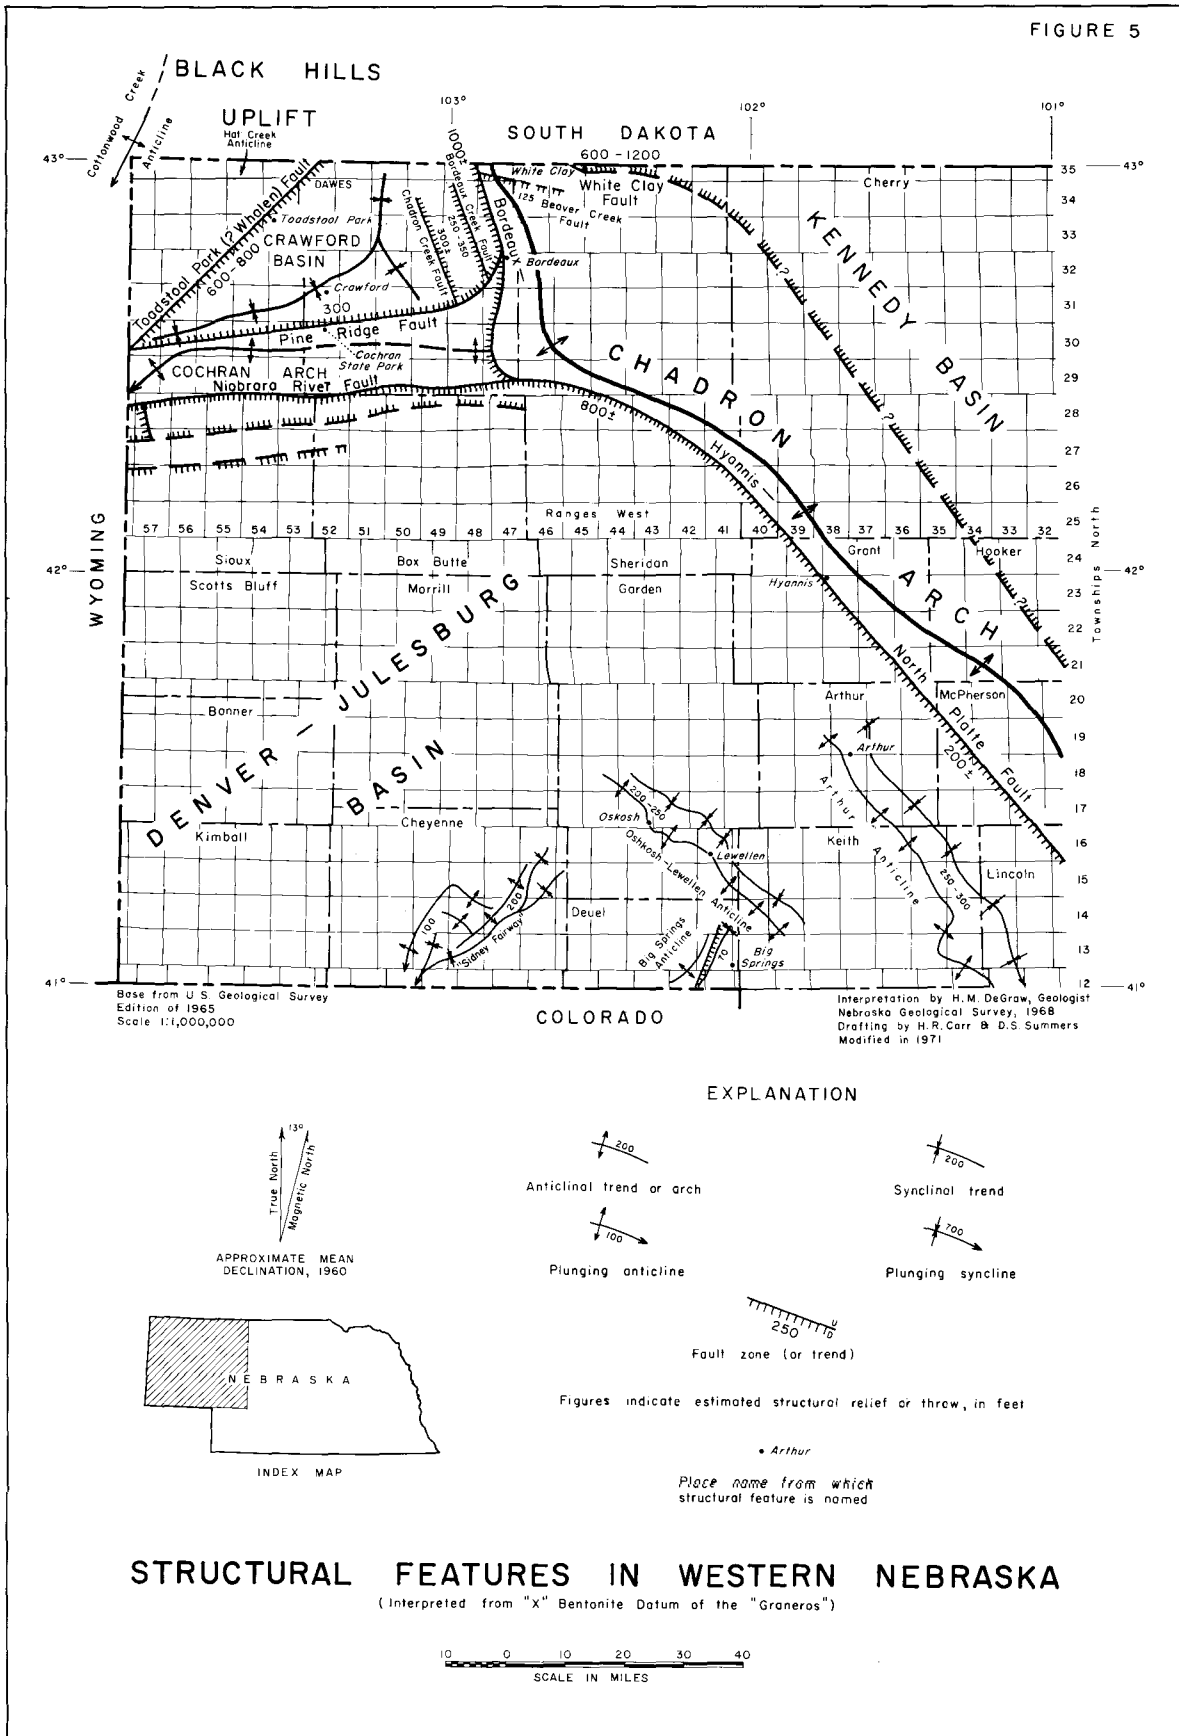 FIGURE 5
BLACK HILLS
UPLIFT
Cottonwood Creek
Anticline
Hat Creek
Anticline
103°
102°
101°
SOUTH DAKOTA
43°
43°
600-1200
White Clay
White Clay
Fault
125 Beaver Creek
Fault
Cherry
DAWES
Toadstool Park (? Whalen) Fault
600-800
Toadstool Park
CRAWFORD
BASIN
Crawford
300
Pine Ridge Fault
Cochran
State Park
COCHRAN ARCH
Niobrara River Fault
Chadron Creek Fault
300±
Bordeaux Creek Fault
250-350
1000±
Bordeaux
Bordeaux
KENNEDY BASIN
?
?
?
?
CHADRON ARCH
800±
Hyannis —
Hyannis
North Platte Fault
200±
35
34
33
32
31
30
29
28
27
26
25
24
23
22
21
20
19
18
17
16
15
14
13
12
Townships North
Ranges West
57 56 55 54 53 52 51 50 49 48 47 46 45 44 43 42 41 40 39 38 37 36 35 34 33 32
WYOMING
42°
42°
Sioux
Box Butte
Sheridan
Grant
Hooker
Scotts Bluff
Morrill
Garden
Arthur
McPherson
Banner
Kimball
Cheyenne
Deuel
Keith
Lincoln
DENVER – JULESBURG
BASIN
Arthur
Arthur Anticline
250-300
200-250
Oskosh
Lewellen
Oshkosh-Lewellen Anticline
Big Springs
Anticline
70
Big
Springs
100
200
"Sidney Fairway"
41°
41°
Base from U.S. Geological Survey
Edition of 1965
Scale 1:1,000,000
COLORADO
Interpretation by H.M. DeGraw, Geologist
Nebraska Geological Survey, 1968
Drafting by H.R. Carr & D.S. Summers
Modified in 1971
EXPLANATION
13°
True North
Magnetic North
APPROXIMATE MEAN
DECLINATION, 1960
200
Anticlinal trend or arch
200
Synclinal trend
100
Plunging anticline
700
Plunging syncline
U
D
250
Fault zone (or trend)
Figures indicate estimated structural relief or throw, in feet
NEBRASKA
INDEX MAP
Arthur
Place name from which
structural feature is named
STRUCTURAL FEATURES IN WESTERN NEBRASKA
(Interpreted from "X" Bentonite Datum of the "Graneros")
10 0 10 20 30 40
SCALE IN MILES